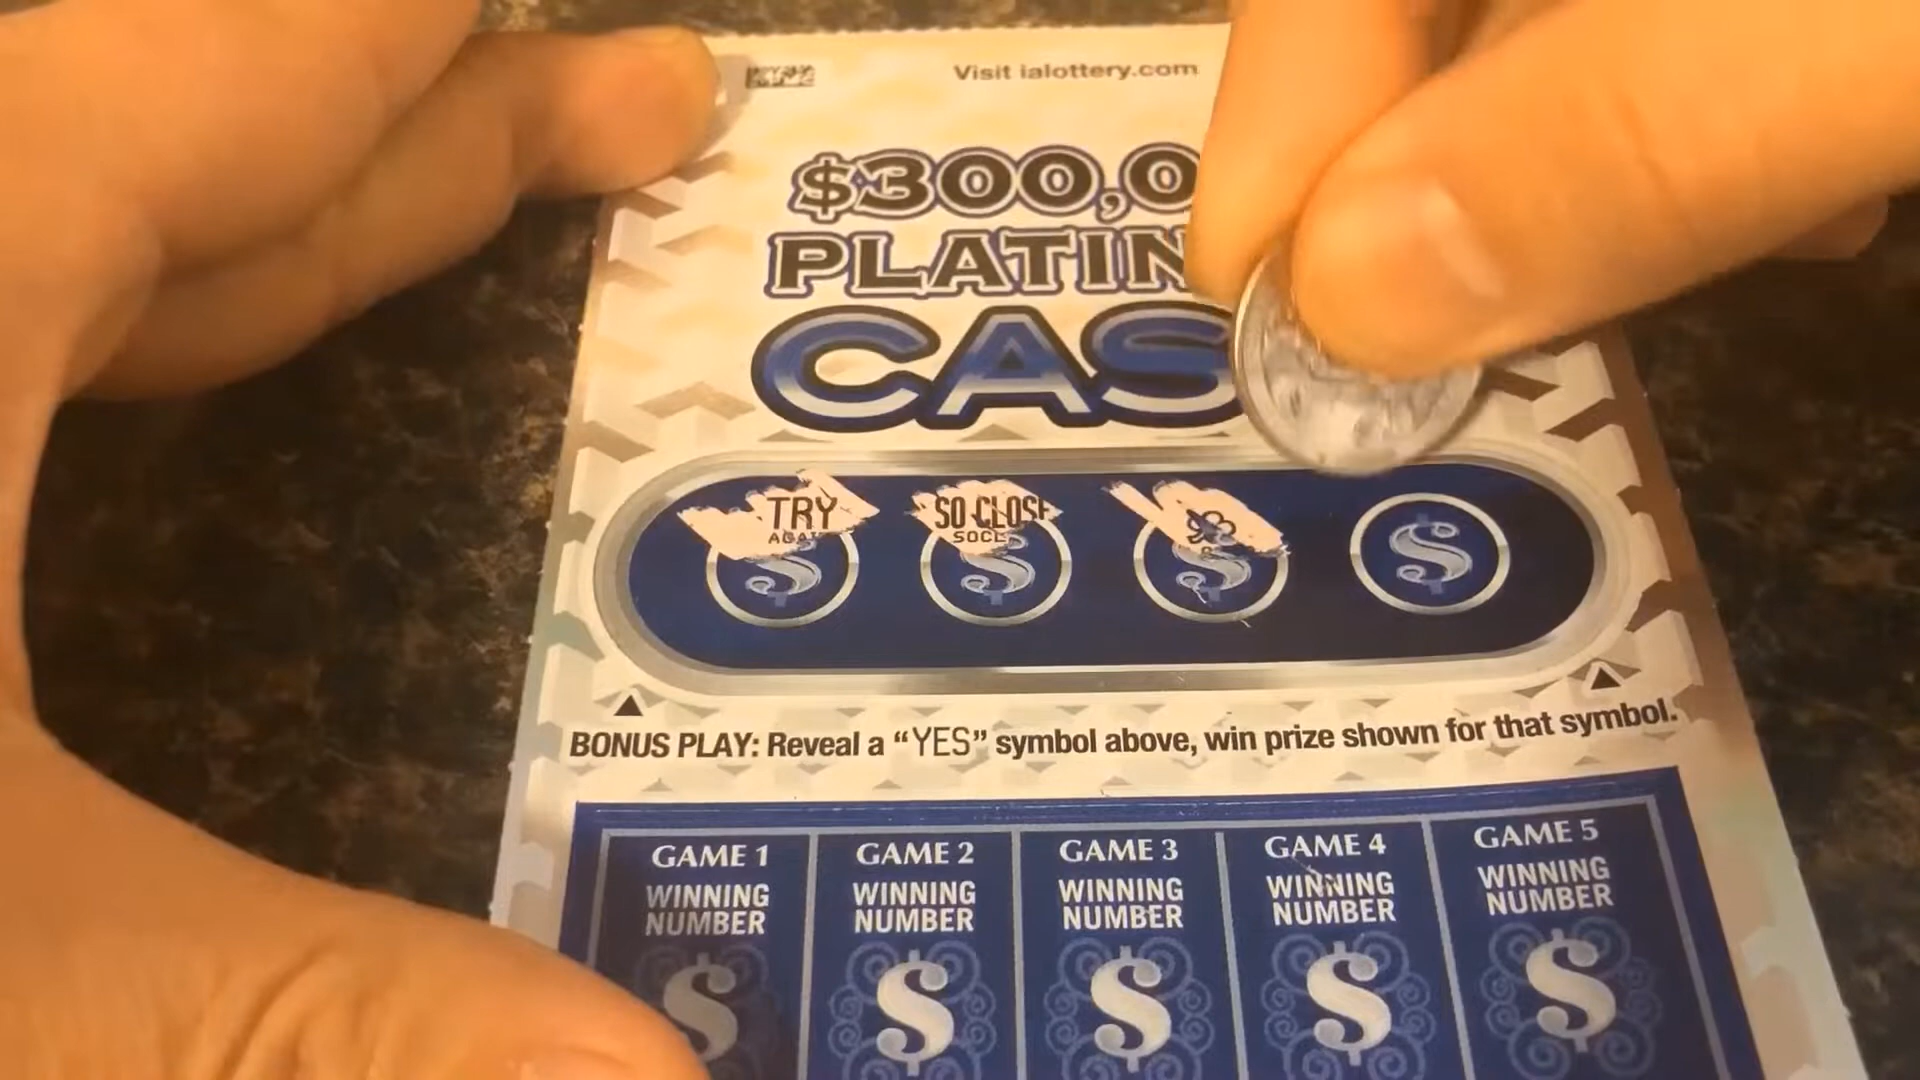 Visit ialottery.com
$300,0
PLATIN
CAS
TRY
SO CLOSE
SOCL
BONUS PLAY: Reveal a “YES” symbol above, win prize shown for that symbol.
GAME 1
WINNING
NUMBER
$
GAME 2
WINNING
NUMBER
$
GAME 3
WINNING
NUMBER
$
GAME 4
WINNING
NUMBER
$
GAME 5
WINNING
NUMBER
$